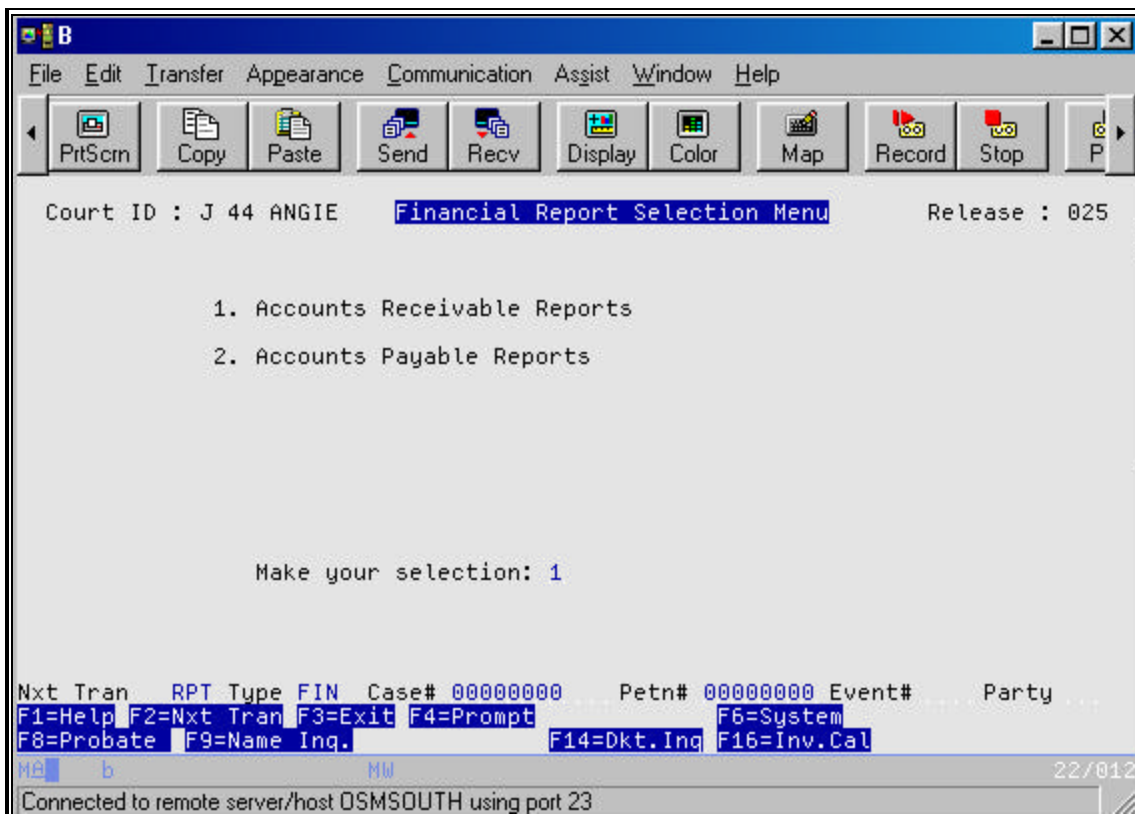 B
File Edit Transfer Appearance Communication Assist Window Help
PrtScrn Copy Paste Send Recv Display Color Map Record Stop P
Court ID : J 44 ANGIE Financial Report Selection Menu Release : 025
1. Accounts Receivable Reports
2. Accounts Payable Reports
Make your selection: 1
Nxt Tran RPT Type FIN Case# 00000000 Petn# 00000000 Event# Party
F1=Help F2=Nxt Tran F3=Exit F4=Prompt F6=System
F8=Probate F9=Name Inq. F14=Dkt.Inq F16=Inv.Cal
MA b MW 22/012
Connected to remote server/host OSMSOUTH using port 23